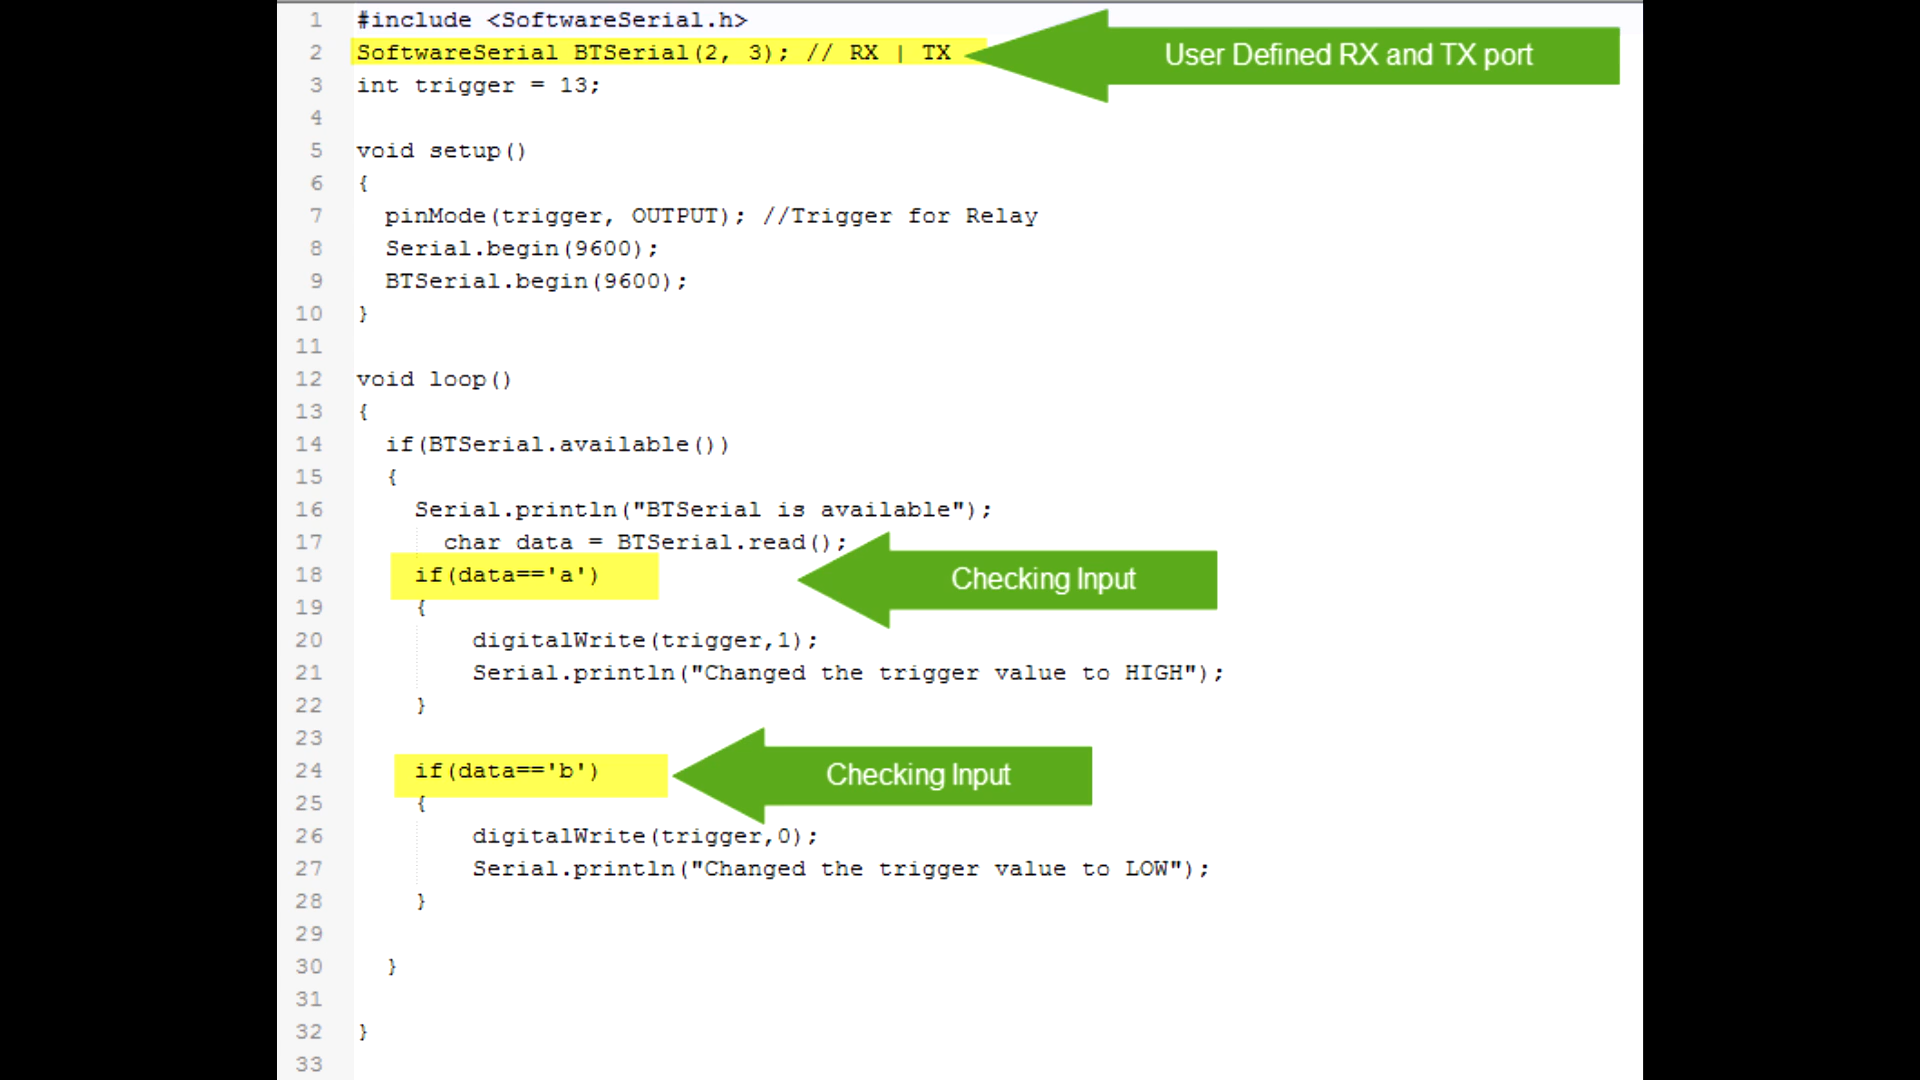 1 #include <SoftwareSerial.h>
2 SoftwareSerial BTSerial(2, 3); // RX | TX User Defined RX and TX port
3 int trigger = 13;
4
5 void setup()
6 {
7 pinMode(trigger, OUTPUT); //Trigger for Relay
8 Serial.begin(9600);
9 BTSerial.begin(9600);
10 }
11
12 void loop()
13 {
14 if(BTSerial.available())
15 {
16 Serial.println("BTSerial is available");
17 char data = BTSerial.read();
18 if(data=='a') Checking Input
19 {
20 digitalWrite(trigger,1);
21 Serial.println("Changed the trigger value to HIGH");
22 }
23
24 if(data=='b') Checking Input
25 {
26 digitalWrite(trigger,0);
27 Serial.println("Changed the trigger value to LOW");
28 }
29
30 }
31
32 }
33